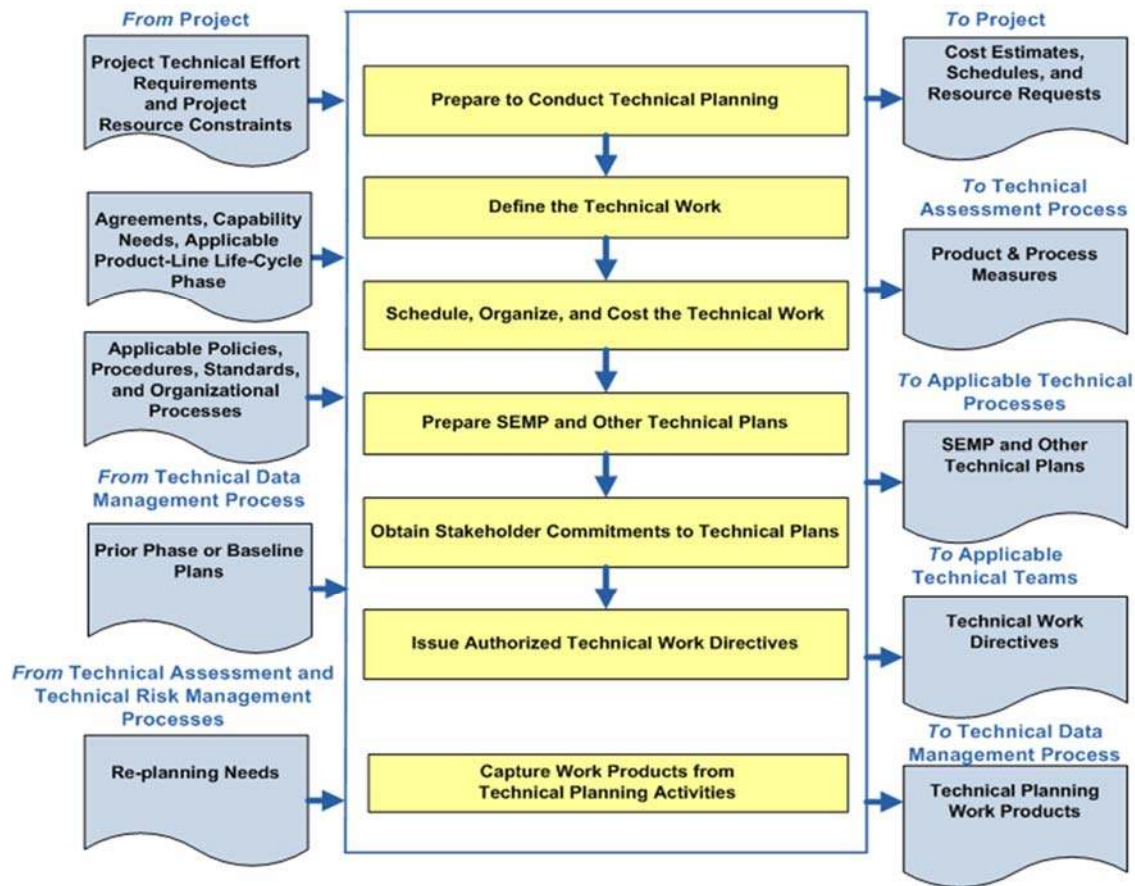 From Project
Project Technical Effort
Requirements
and Project
Resource Constraints
Agreements, Capability
Needs, Applicable
Product-Line Life-Cycle
Phase
Applicable Policies,
Procedures, Standards,
and Organizational
Processes
From Technical Data
Management Process
Prior Phase or Baseline
Plans
From Technical Assessment and
Technical Risk Management
Processes
Re-planning Needs
Prepare to Conduct Technical Planning
Define the Technical Work
Schedule, Organize, and Cost the Technical Work
Prepare SEMP and Other Technical Plans
Obtain Stakeholder Commitments to Technical Plans
Issue Authorized Technical Work Directives
Capture Work Products from
Technical Planning Activities
To Project
Cost Estimates,
Schedules, and
Resource Requests
To Technical
Assessment Process
Product & Process
Measures
To Applicable Technical
Processes
SEMP and Other
Technical Plans
To Applicable
Technical Teams
Technical Work
Directives
To Technical Data
Management Process
Technical Planning
Work Products